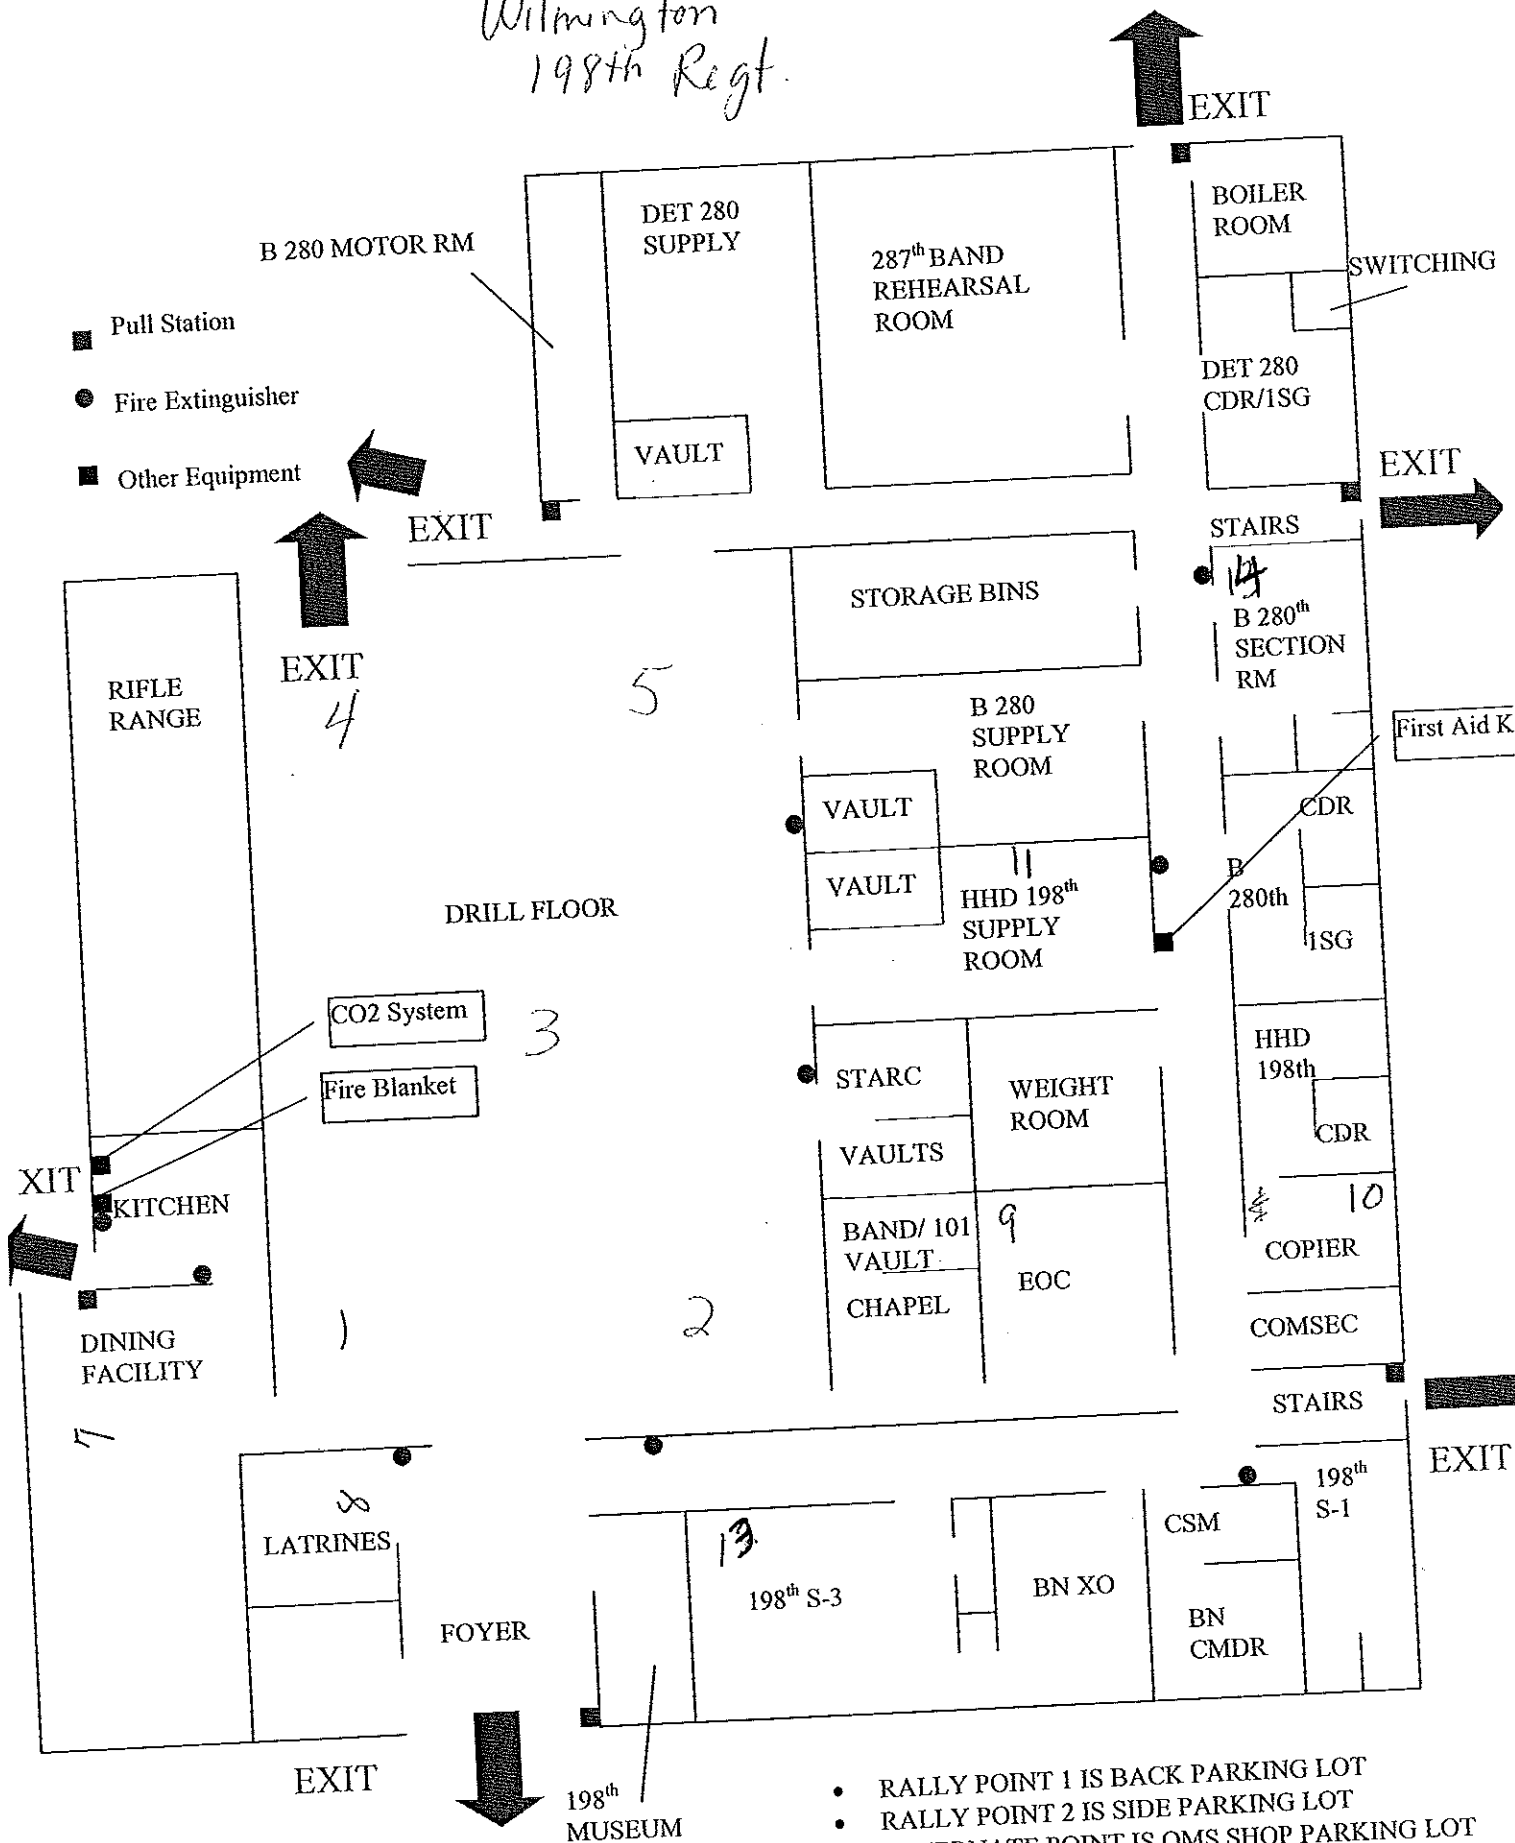 Wilmington
198th Regt.
EXIT
BOILER
ROOM
DET 280
SUPPLY
B 280 MOTOR RM
287th BAND
REHEARSAL
ROOM
SWITCHING
Pull Station
DET 280
CDR/1SG
Fire Extinguisher
VAULT
Other Equipment
EXIT
EXIT
STAIRS
14
STORAGE BINS
B 280th
SECTION
RM
EXIT
RIFLE
RANGE
4
5
B 280
SUPPLY
ROOM
First Aid K
VAULT
CDR
11
VAULT
B
280th
HHD 198th
SUPPLY
ROOM
DRILL FLOOR
1SG
CO2 System
3
HHD
198th
STARC
WEIGHT
ROOM
Fire Blanket
CDR
VAULTS
XIT
KITCHEN
10
BAND/ 101
VAULT
9
COPIER
EOC
CHAPEL
COMSEC
1
2
DINING
FACILITY
STAIRS
7
EXIT
198th
S-1
8
LATRINES
CSM
13
198th S-3
BN XO
FOYER
BN
CMDR
EXIT
198th
MUSEUM
• RALLY POINT 1 IS BACK PARKING LOT
• RALLY POINT 2 IS SIDE PARKING LOT
POINT IS OMS SHOP PARKING LOT